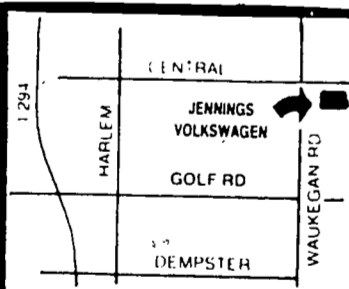 CENTRAL
I 294
HARLEM
JENNINGS
VOLKSWAGEN
WAUKEGAN RD
GOLF RD
DEMPSTER